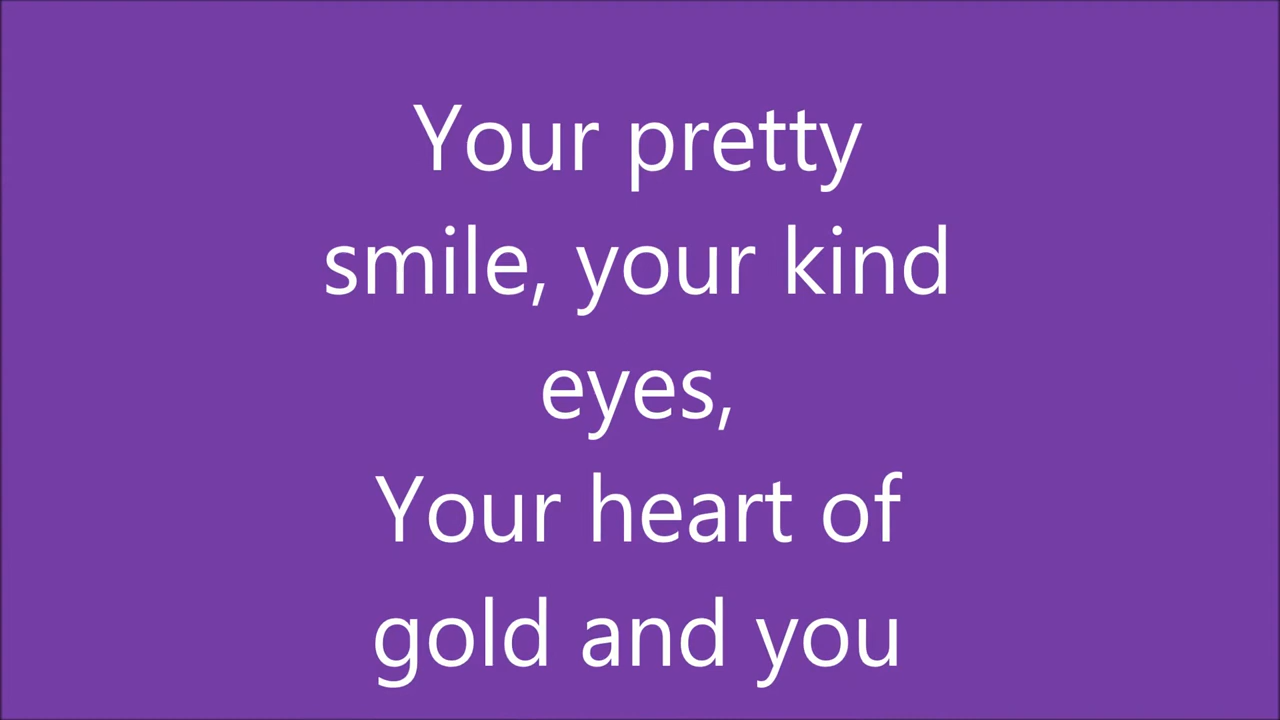 Your pretty
smile, your kind
eyes,
Your heart of
gold and you